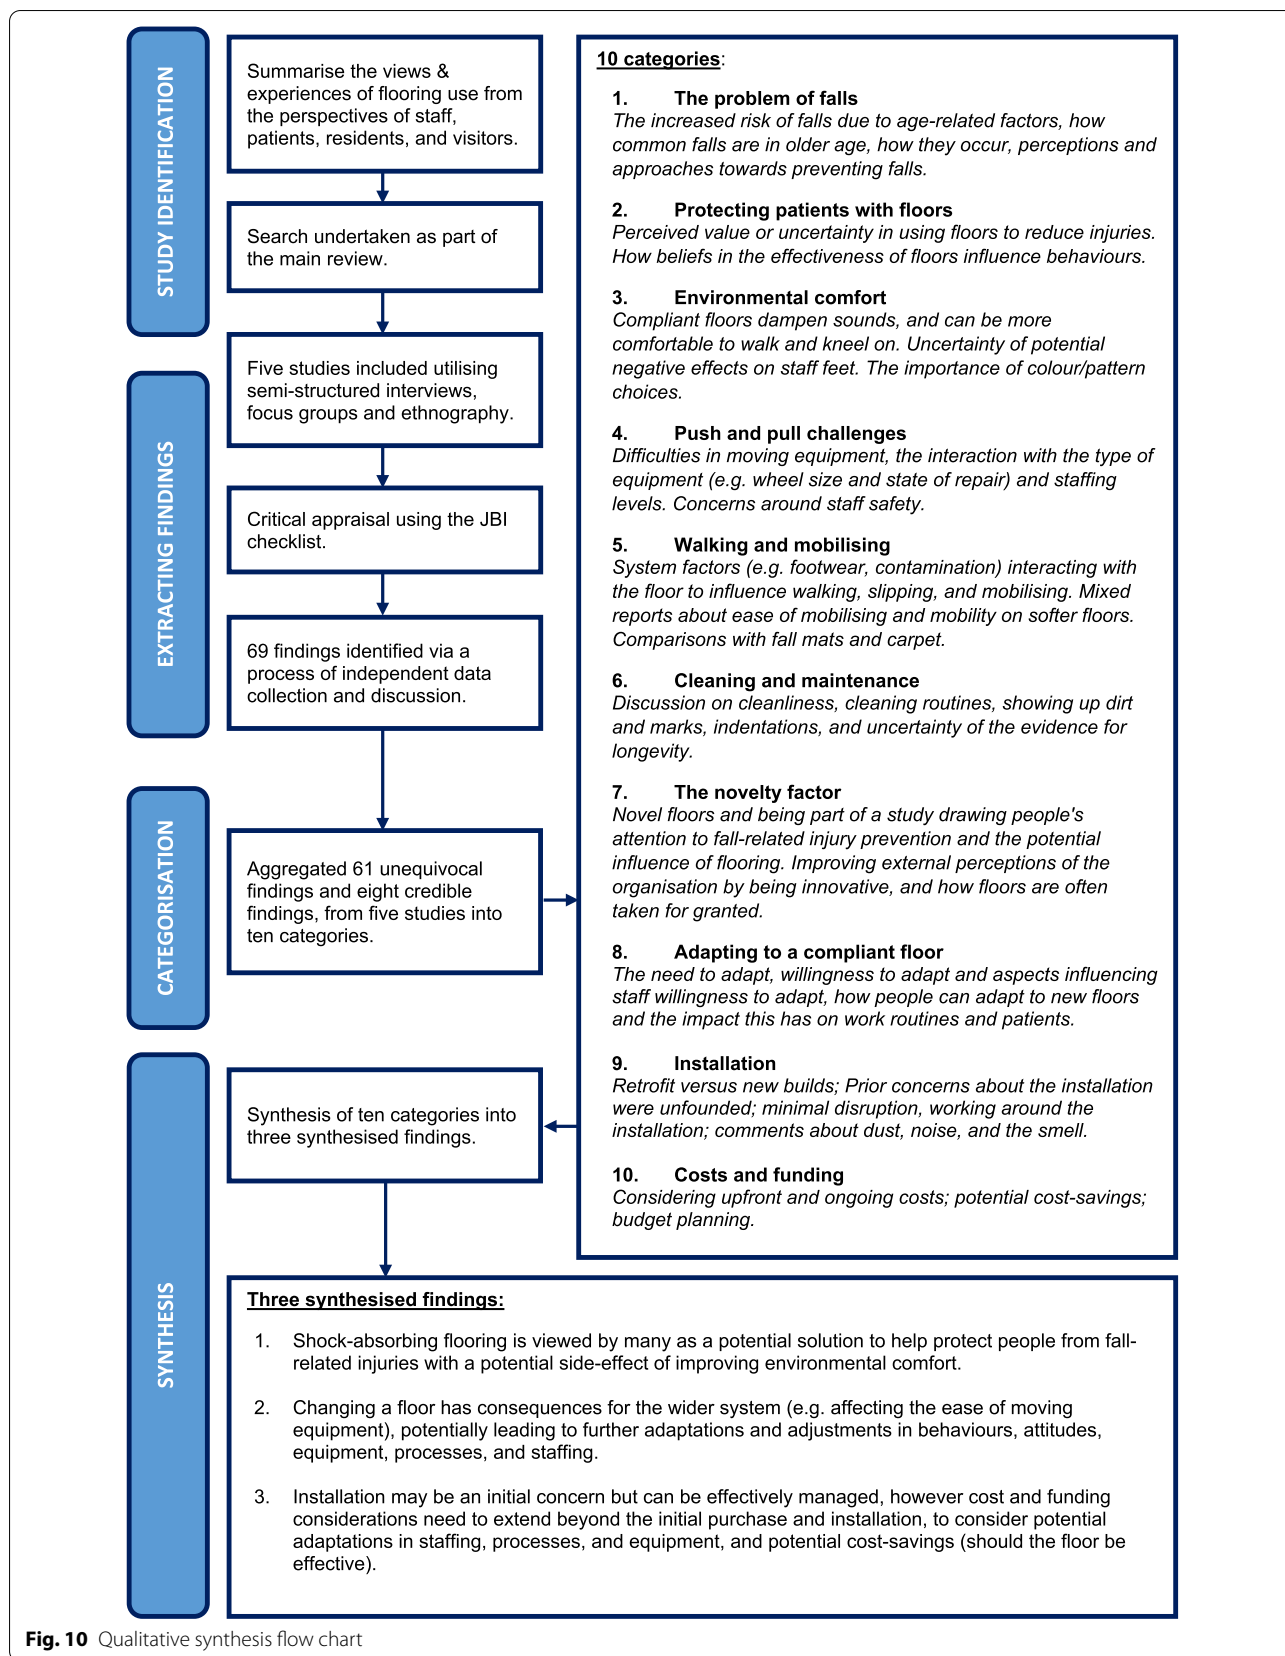 STUDY IDENTIFICATION
Summarise the views &
experiences of flooring use from
the perspectives of staff,
patients, residents, and visitors.
Search undertaken as part of
the main review.
EXTRACTING FINDINGS
Five studies included utilising
semi-structured interviews,
focus groups and ethnography.
Critical appraisal using the JBI
checklist.
69 findings identified via a
process of independent data
collection and discussion.
CATEGORISATION
Aggregated 61 unequivocal
findings and eight credible
findings, from five studies into
ten categories.
10 categories:
1. The problem of falls
The increased risk of falls due to age-related factors, how
common falls are in older age, how they occur, perceptions and
approaches towards preventing falls.
2. Protecting patients with floors
Perceived value or uncertainty in using floors to reduce injuries.
How beliefs in the effectiveness of floors influence behaviours.
3. Environmental comfort
Compliant floors dampen sounds, and can be more
comfortable to walk and kneel on. Uncertainty of potential
negative effects on staff feet. The importance of colour/pattern
choices.
4. Push and pull challenges
Difficulties in moving equipment, the interaction with the type of
equipment (e.g. wheel size and state of repair) and staffing
levels. Concerns around staff safety.
5. Walking and mobilising
System factors (e.g. footwear, contamination) interacting with
the floor to influence walking, slipping, and mobilising. Mixed
reports about ease of mobilising and mobility on softer floors.
Comparisons with fall mats and carpet.
6. Cleaning and maintenance
Discussion on cleanliness, cleaning routines, showing up dirt
and marks, indentations, and uncertainty of the evidence for
longevity.
7. The novelty factor
Novel floors and being part of a study drawing people's
attention to fall-related injury prevention and the potential
influence of flooring. Improving external perceptions of the
organisation by being innovative, and how floors are often
taken for granted.
8. Adapting to a compliant floor
The need to adapt, willingness to adapt and aspects influencing
staff willingness to adapt, how people can adapt to new floors
and the impact this has on work routines and patients.
9. Installation
Retrofit versus new builds; Prior concerns about the installation
were unfounded; minimal disruption, working around the
installation; comments about dust, noise, and the smell.
10. Costs and funding
Considering upfront and ongoing costs; potential cost-savings;
budget planning.
SYNTHESIS
Synthesis of ten categories into
three synthesised findings.
Three synthesised findings:
1. Shock-absorbing flooring is viewed by many as a potential solution to help protect people from fall-
related injuries with a potential side-effect of improving environmental comfort.
2. Changing a floor has consequences for the wider system (e.g. affecting the ease of moving
equipment), potentially leading to further adaptations and adjustments in behaviours, attitudes,
equipment, processes, and staffing.
3. Installation may be an initial concern but can be effectively managed, however cost and funding
considerations need to extend beyond the initial purchase and installation, to consider potential
adaptations in staffing, processes, and equipment, and potential cost-savings (should the floor be
effective).
Fig. 10 Qualitative synthesis flow chart